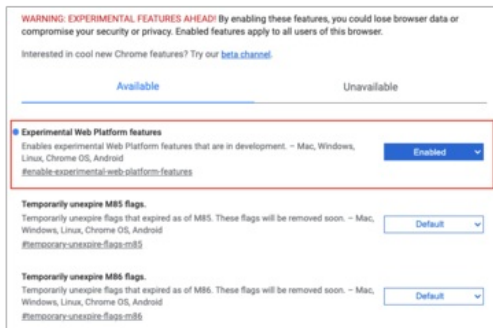 WARNING: EXPERIMENTAL FEATURES AHEAD! By enabling these features, you could lose browser data or
compromise your security or privacy. Enabled features apply to all users of this browser.
Interested in cool new Chrome features? Try our beta channel.
Available
Unavailable
Experimental Web Platform features
Enables experimental Web Platform features that are in development. – Mac, Windows,
Linux, Chrome OS, Android
#enable-experimental-web-platform-features
Enabled
Temporarily unexpire M85 flags.
Temporarily unexpire flags that expired as of M85. These flags will be removed soon. – Mac,
Windows, Linux, Chrome OS, Android
#temporary-unexpire-flags-m85
Default
Temporarily unexpire M86 flags.
Temporarily unexpire flags that expired as of M86. These flags will be removed soon. – Mac,
Windows, Linux, Chrome OS, Android
#temporary-unexpire-flags-m86
Default